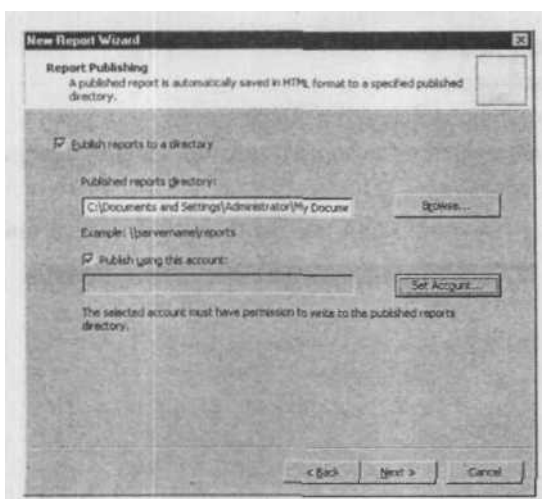 New Report Wizard
Report Publishing
A published report is automatically saved in HTML format to a specified published
directory.
Publish reports to a directory
Published reports directory:
C:\Documents and Settings\Administrator\My Docume
Browse...
Example: \\servername\reports
Publish using this account:
Set Account...
The selected account must have permission to write to the published reports
directory.
< Back
Next >
Cancel